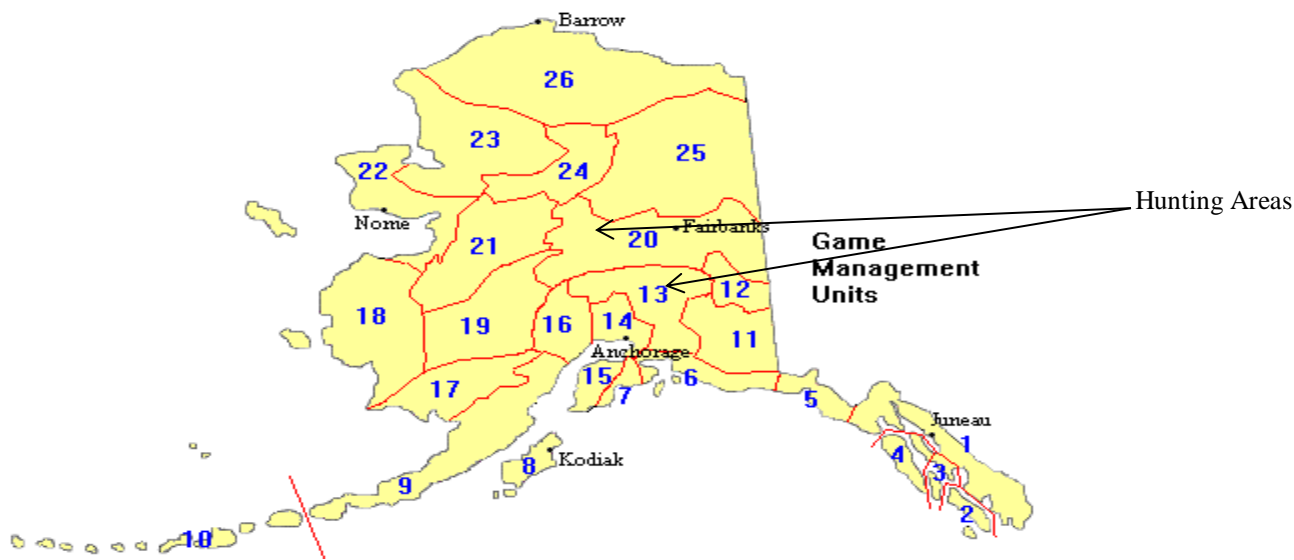 Barrow
26
23
25
24
22
Nome
Hunting Areas
21
20
Fairbanks
Game
Management
Units
13
12
18
19
16
14
11
Anchorage
17
15
7
6
5
Juneau
1
4
3
2
8
Kodiak
9
10